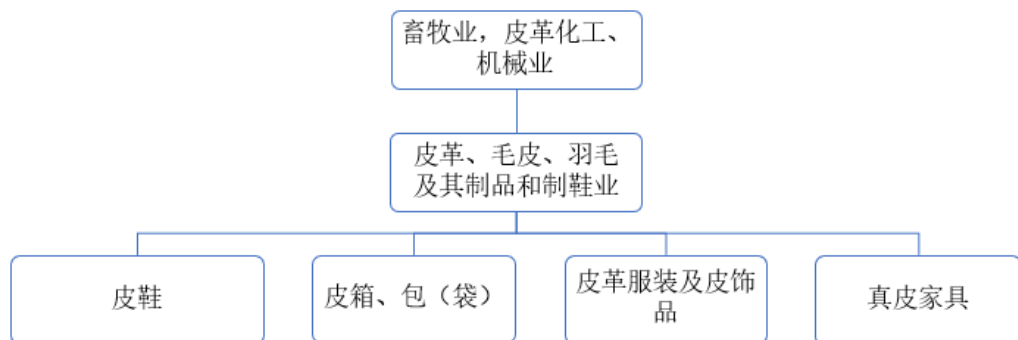 畜牧业，皮革化工、
机械业
皮革、毛皮、羽毛
及其制品和制鞋业
皮鞋
皮箱、包（袋）
皮革服装及皮饰
品
真皮家具